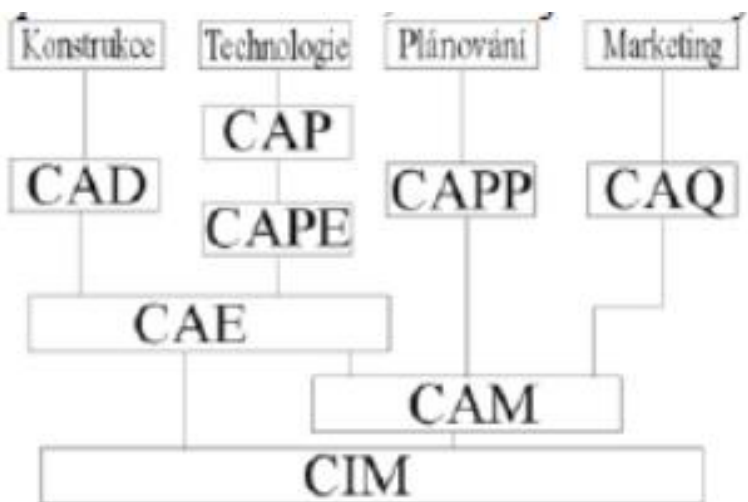 Konstrukce Technologie Plánování Marketing
CAP
CAD CAPP CAQ
CAPE
CAE
CAM
CIM